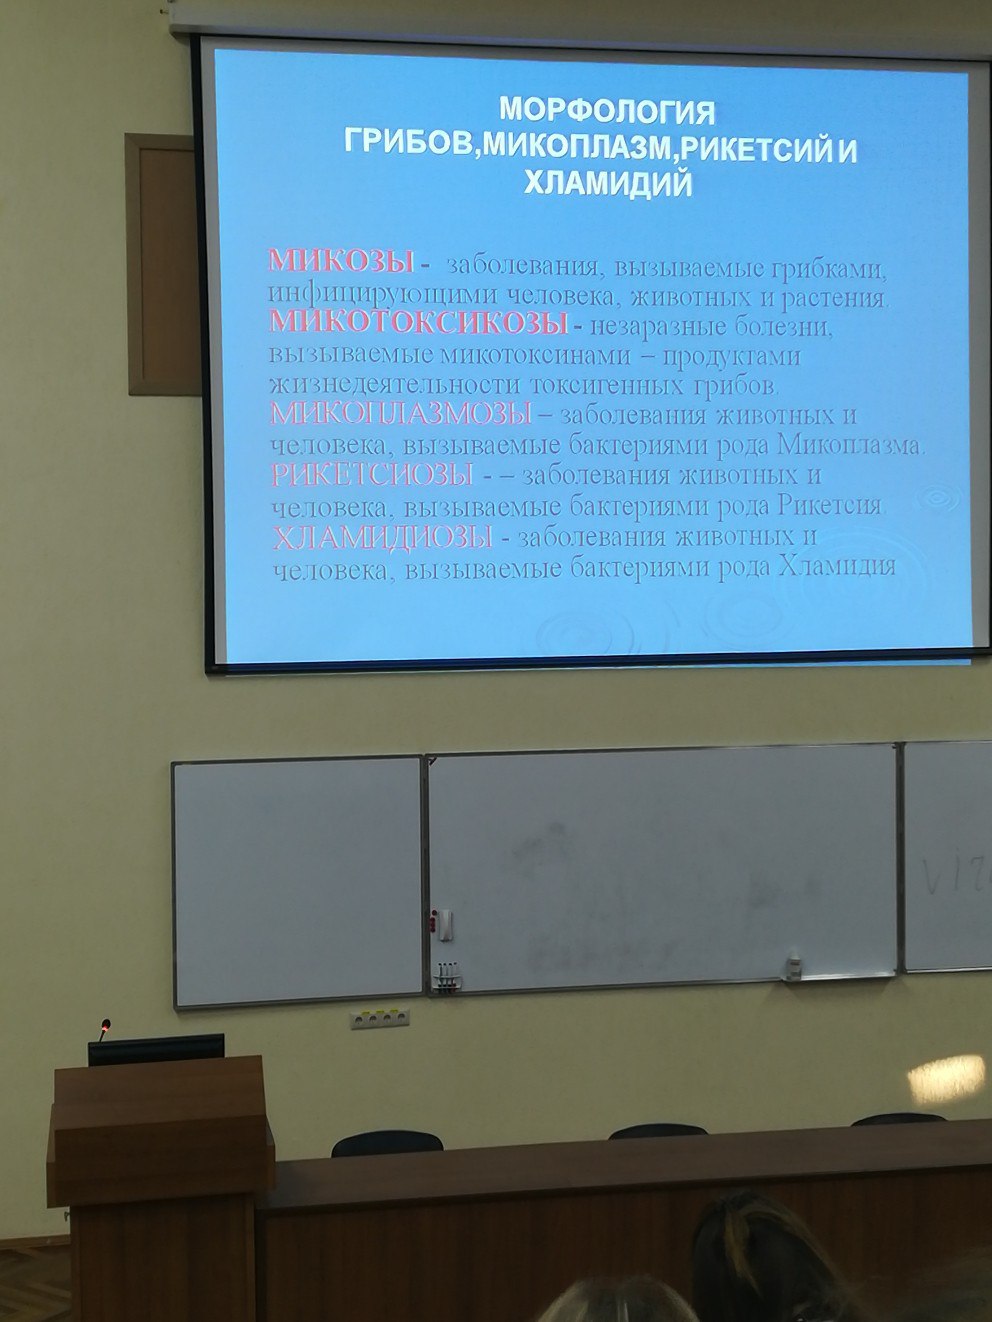 МОРФОЛОГИЯ
ГРИБОВ,МИКОПЛАЗМ,РИКЕТСИЙ И
ХЛАМИДИЙ
МИКОЗЫ - заболевания, вызываемые грибками,
инфицирующими человека, животных и растения.
МИКОТОКСИКОЗЫ - незаразные болезни,
вызываемые микотоксинами – продуктами
жизнедеятельности токсигенных грибов.
МИКОПЛАЗМОЗЫ – заболевания животных и
человека, вызываемые бактериями рода Микоплазма.
РИКЕТСИОЗЫ - – заболевания животных и
человека, вызываемые бактериями рода Рикетсия.
ХЛАМИДИОЗЫ - заболевания животных и
человека, вызываемые бактериями рода Хламидия